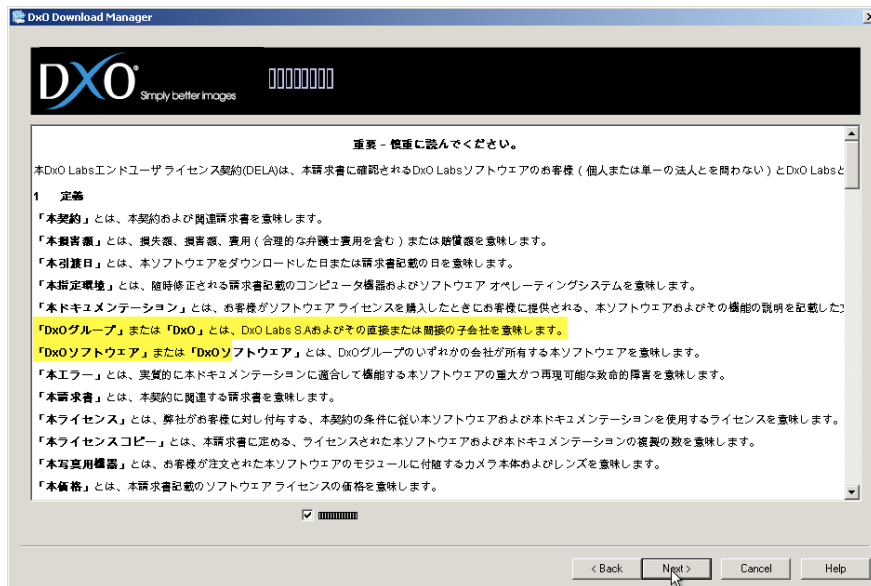 DxO Download Manager
DXO Simply better images
重要 - 慎重に読んでください。
本DxO Labsエンドユーザ ライセンス契約(DELA)は、本請求書に確認されるDxO Labsソフトウエアのお客様(個人または単一の法人とを問わない)とDxO Labsと
1 定義
「本契約」とは、本契約および関連請求書を意味します。
「本損害額」とは、損失額、損害額、費用(合理的な弁護士費用を含む)または賠償額を意味します。
「本引渡日」とは、本ソフトウエアをダウンロードした日または請求書記載の日を意味します。
「本指定環境」とは、随時修正される請求書記載のコンピュータ機器およびソフトウエア オペレーティングシステムを意味します。
「本ドキュメンテーション」とは、お客様がソフトウエア ライセンスを購入したときにお客様に提供される、本ソフトウエアおよびその機能の説明を記載した
「DxOグループ」または「DxO」とは、DxO Labs S.Aおよびその直接または間接の子会社を意味します。
「DxOソフトウエア」または「DxOソフトウエア」とは、DxOグループのいずれかの会社が所有する本ソフトウエアを意味します。
「本エラー」とは、実質的に本ドキュメンテーションに適合して機能する本ソフトウエアの重大かつ再現可能な致命的障害を意味します。
「本請求書」とは、本契約に関連する請求書を意味します。
「本ライセンス」とは、弊社がお客様に対し付与する、本契約の条件に従い本ソフトウエアおよび本ドキュメンテーションを使用するライセンスを意味します。
「本ライセンスコピー」とは、本請求書に定める、ライセンスされた本ソフトウエアおよび本ドキュメンテーションの複製の数を意味します。
「本写真用機器」とは、お客様が注文された本ソフトウエアのモジュールに付随するカメラ本体およびレンズを意味します。
「本価格」とは、本請求書記載のソフトウエア ライセンスの価格を意味します。
< Back Next > Cancel Help